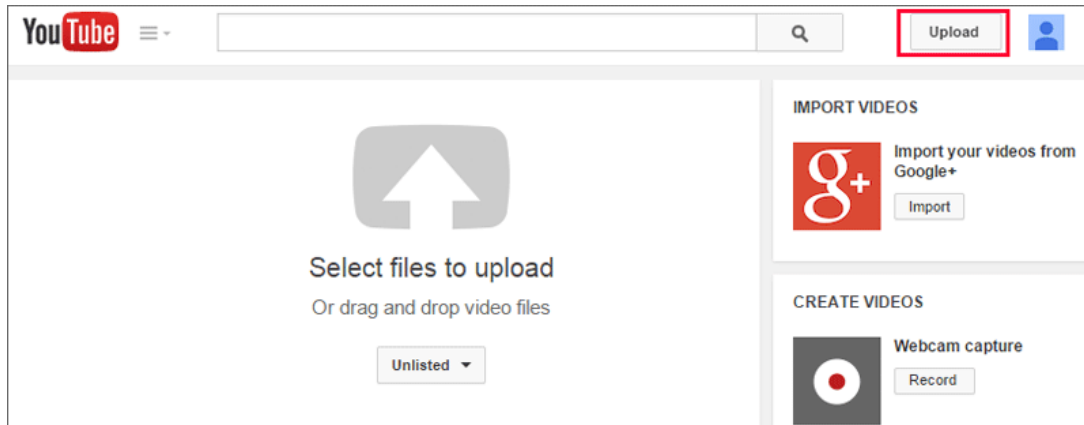 YouTube
Upload
Select files to upload
Or drag and drop video files
Unlisted
IMPORT VIDEOS
g+
Import your videos from
Google+
Import
CREATE VIDEOS
Webcam capture
Record